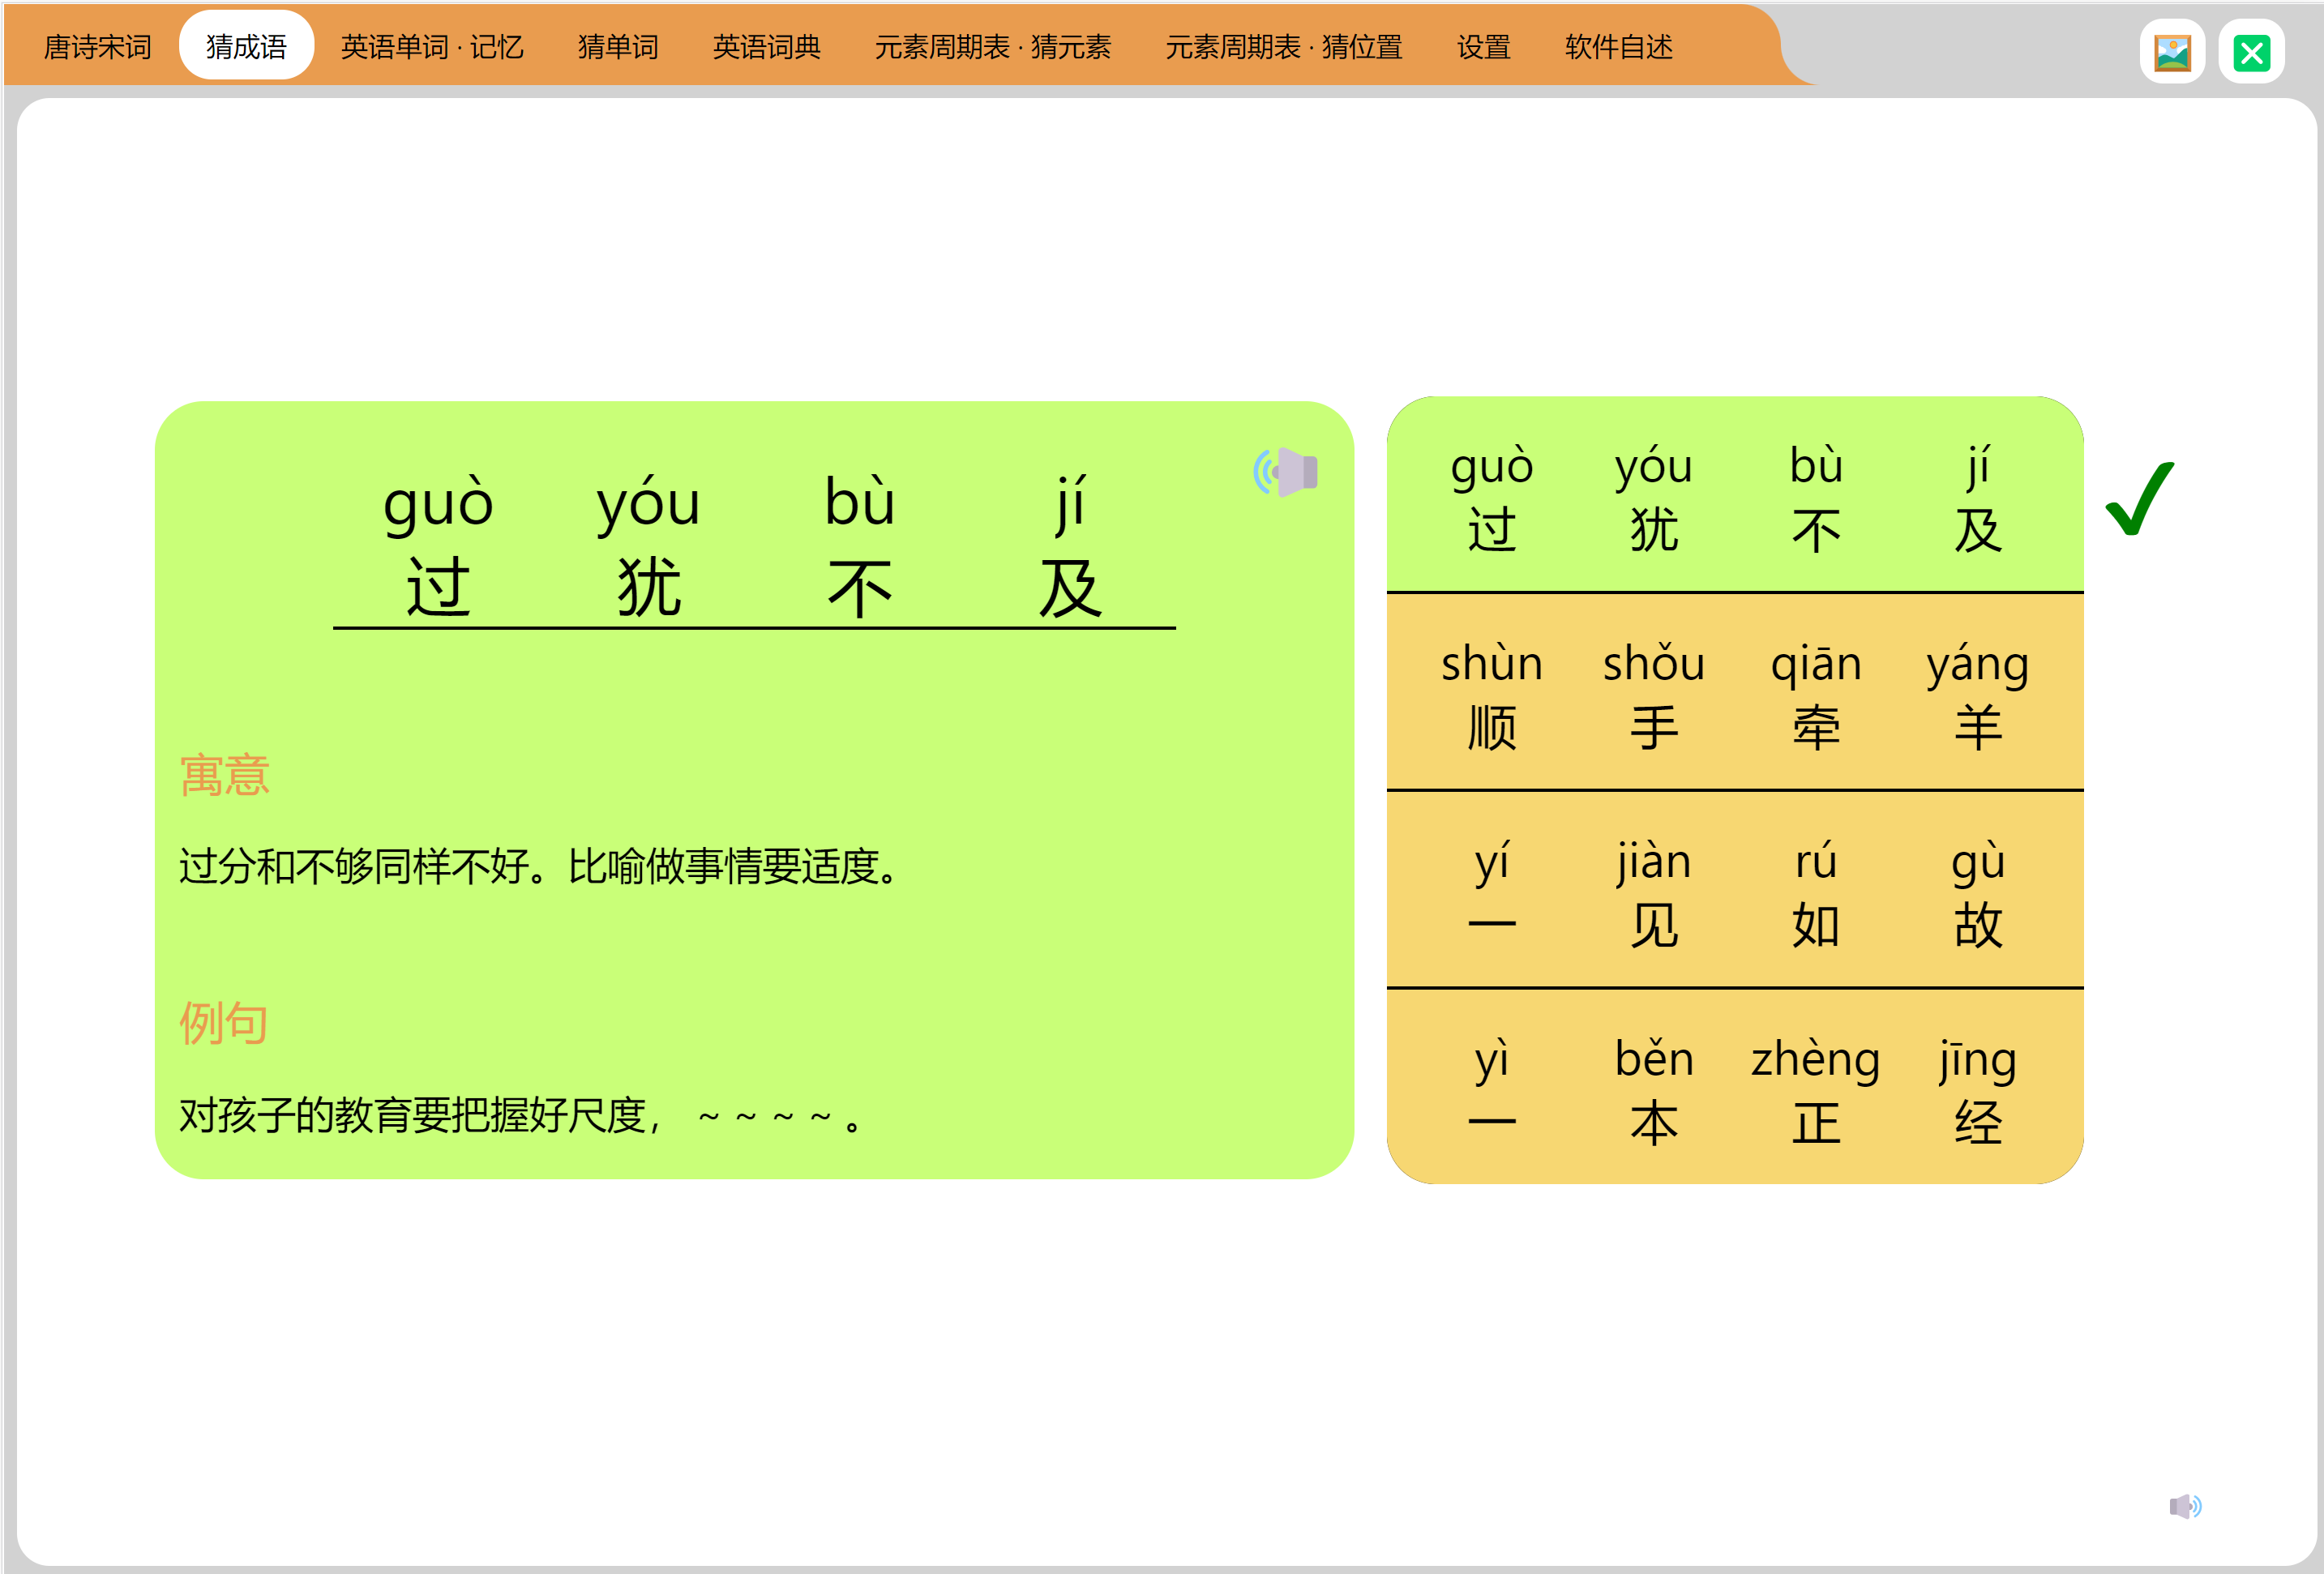 唐诗宋词 猜成语 英语单词 · 记忆 猜单词 英语词典 元素周期表 · 猜元素 元素周期表 · 猜位置 设置 软件自述
guò yóu bù jí
过 犹 不 及
寓意
过分和不够同样不好。比喻做事情要适度。
例句
对孩子的教育要把握好尺度， ~ ~ ~ ~ 。
guò yóu bù jí
过 犹 不 及
shùn shǒu qiān yáng
顺 手 牵 羊
yí jiàn rú gù
一 见 如 故
yì běn zhèng jīng
一 本 正 经